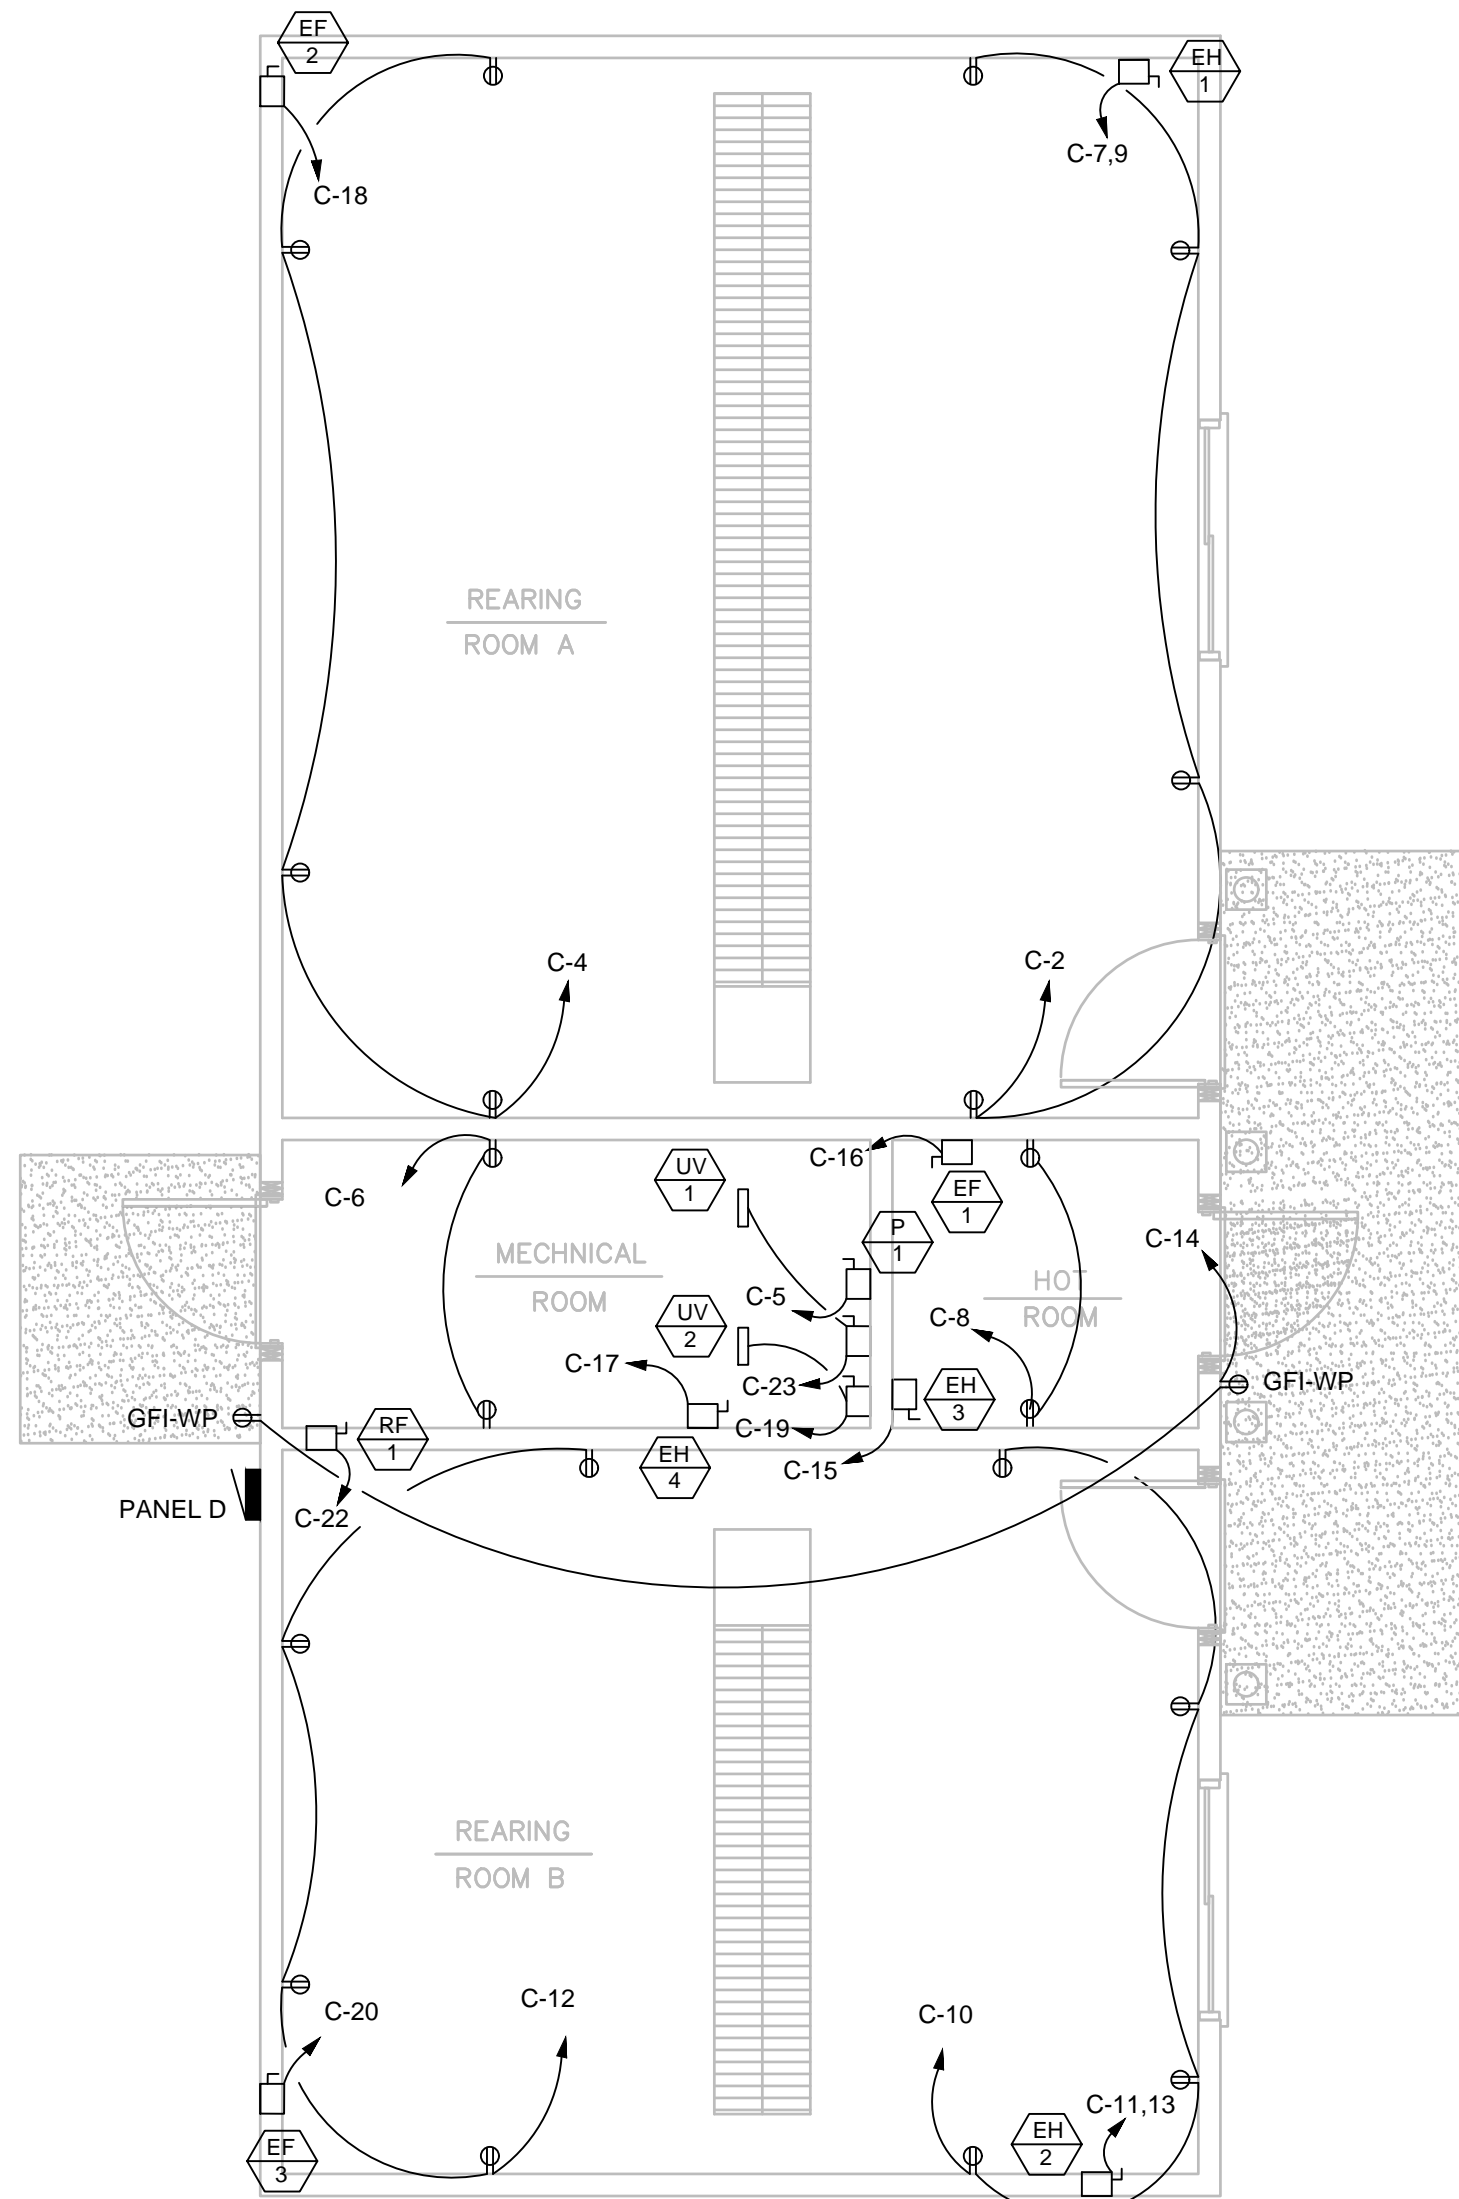 EF
2
EH
1
C-7,9
C-18
REARING
ROOM A
C-4
C-2
C-6
UV
1
C-16
EF
1
P
1
C-14
MECHNICAL
ROOM
HOT
ROOM
C-5
UV
2
C-8
C-17
C-23
EH
3
GFI-WP
GFI-WP
RF
1
C-19
EH
4
C-15
PANEL D
C-22
REARING
ROOM B
C-12
C-20
C-10
C-11,13
EH
2
EF
3